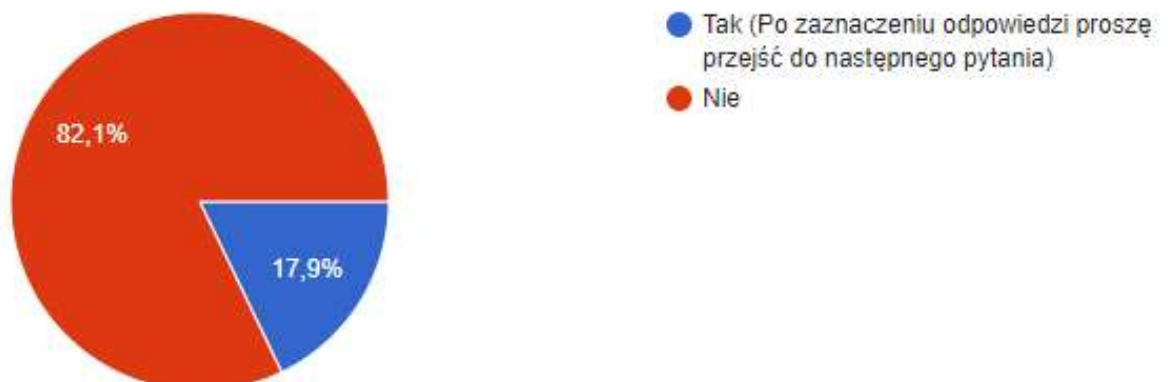 82,1%
17,9%
Tak (Po zaznaczeniu odpowiedzi proszę
przejść do następnego pytania)
Nie